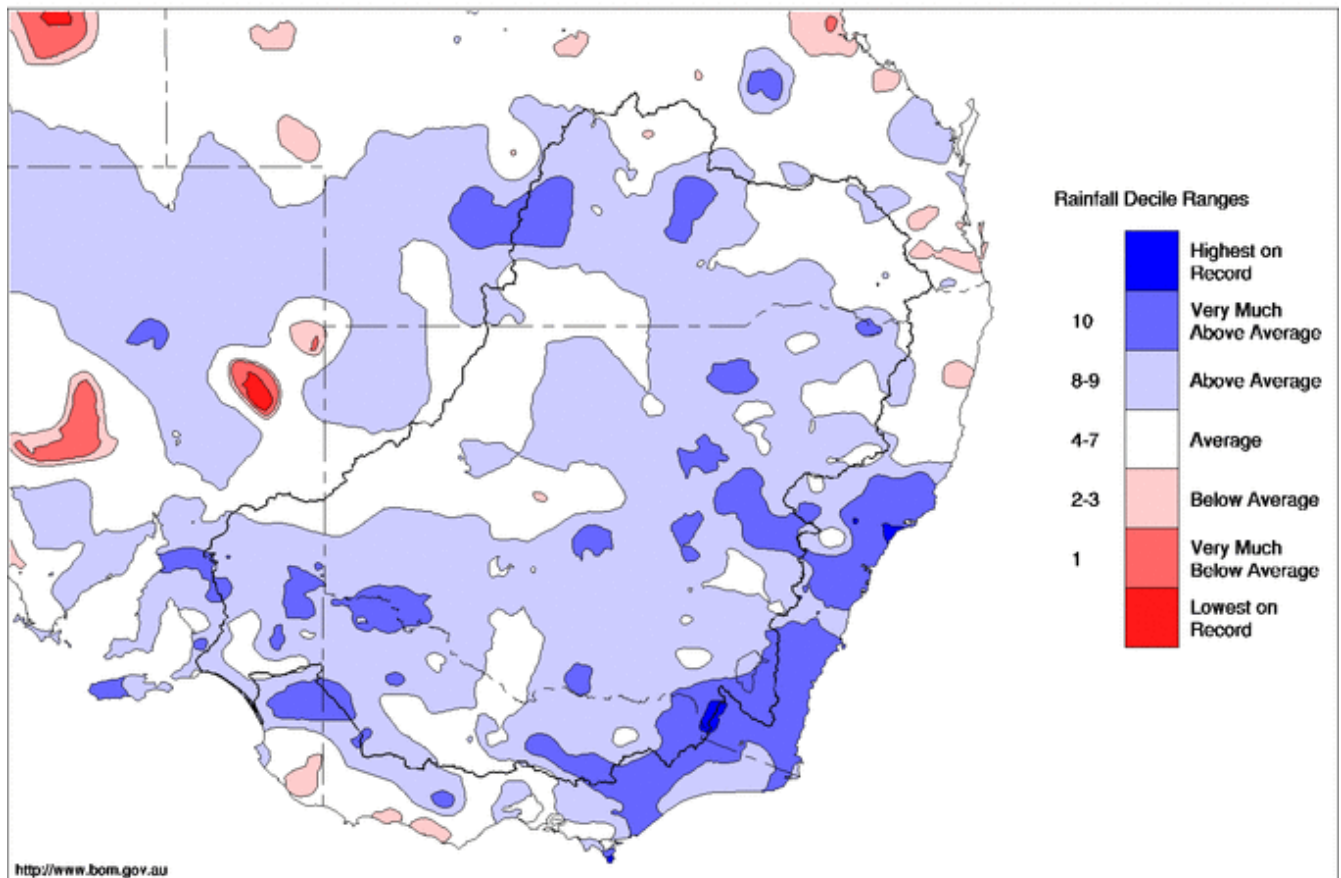 Rainfall Decile Ranges
Highest on
Record
10
Very Much
Above Average
8-9
Above Average
4-7
Average
2-3
Below Average
1
Very Much
Below Average
Lowest on
Record
http://www.bom.gov.au